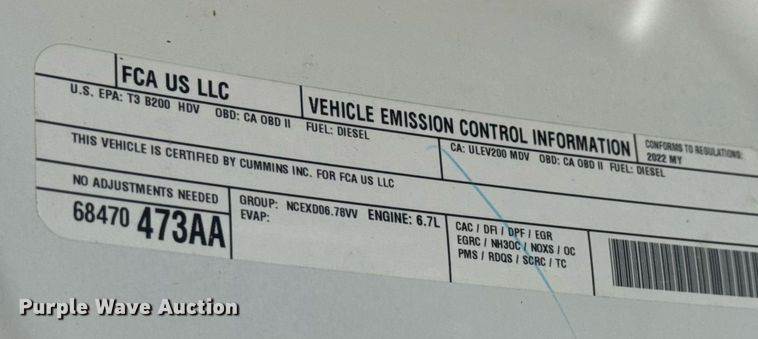 FCA US LLC
VEHICLE EMISSION CONTROL INFORMATION
CONFORMS TO REGULATIONS:
2022 MY
U.S. EPA: T3 B200 HDV OBD: CA OBD II FUEL: DIESEL
CA: ULEV200 MDV OBD: CA OBD II FUEL: DIESEL
THIS VEHICLE IS CERTIFIED BY CUMMINS INC. FOR FCA US LLC
NO ADJUSTMENTS NEEDED
68470 473AA
GROUP: NCEXD06.78VV ENGINE: 6.7L
EVAP:
CAC / DFI / DPF / EGR
EGRC / NH3OC / NOXS / OC
PMS / RDQS / SCRC / TC
Purple Wave Auction